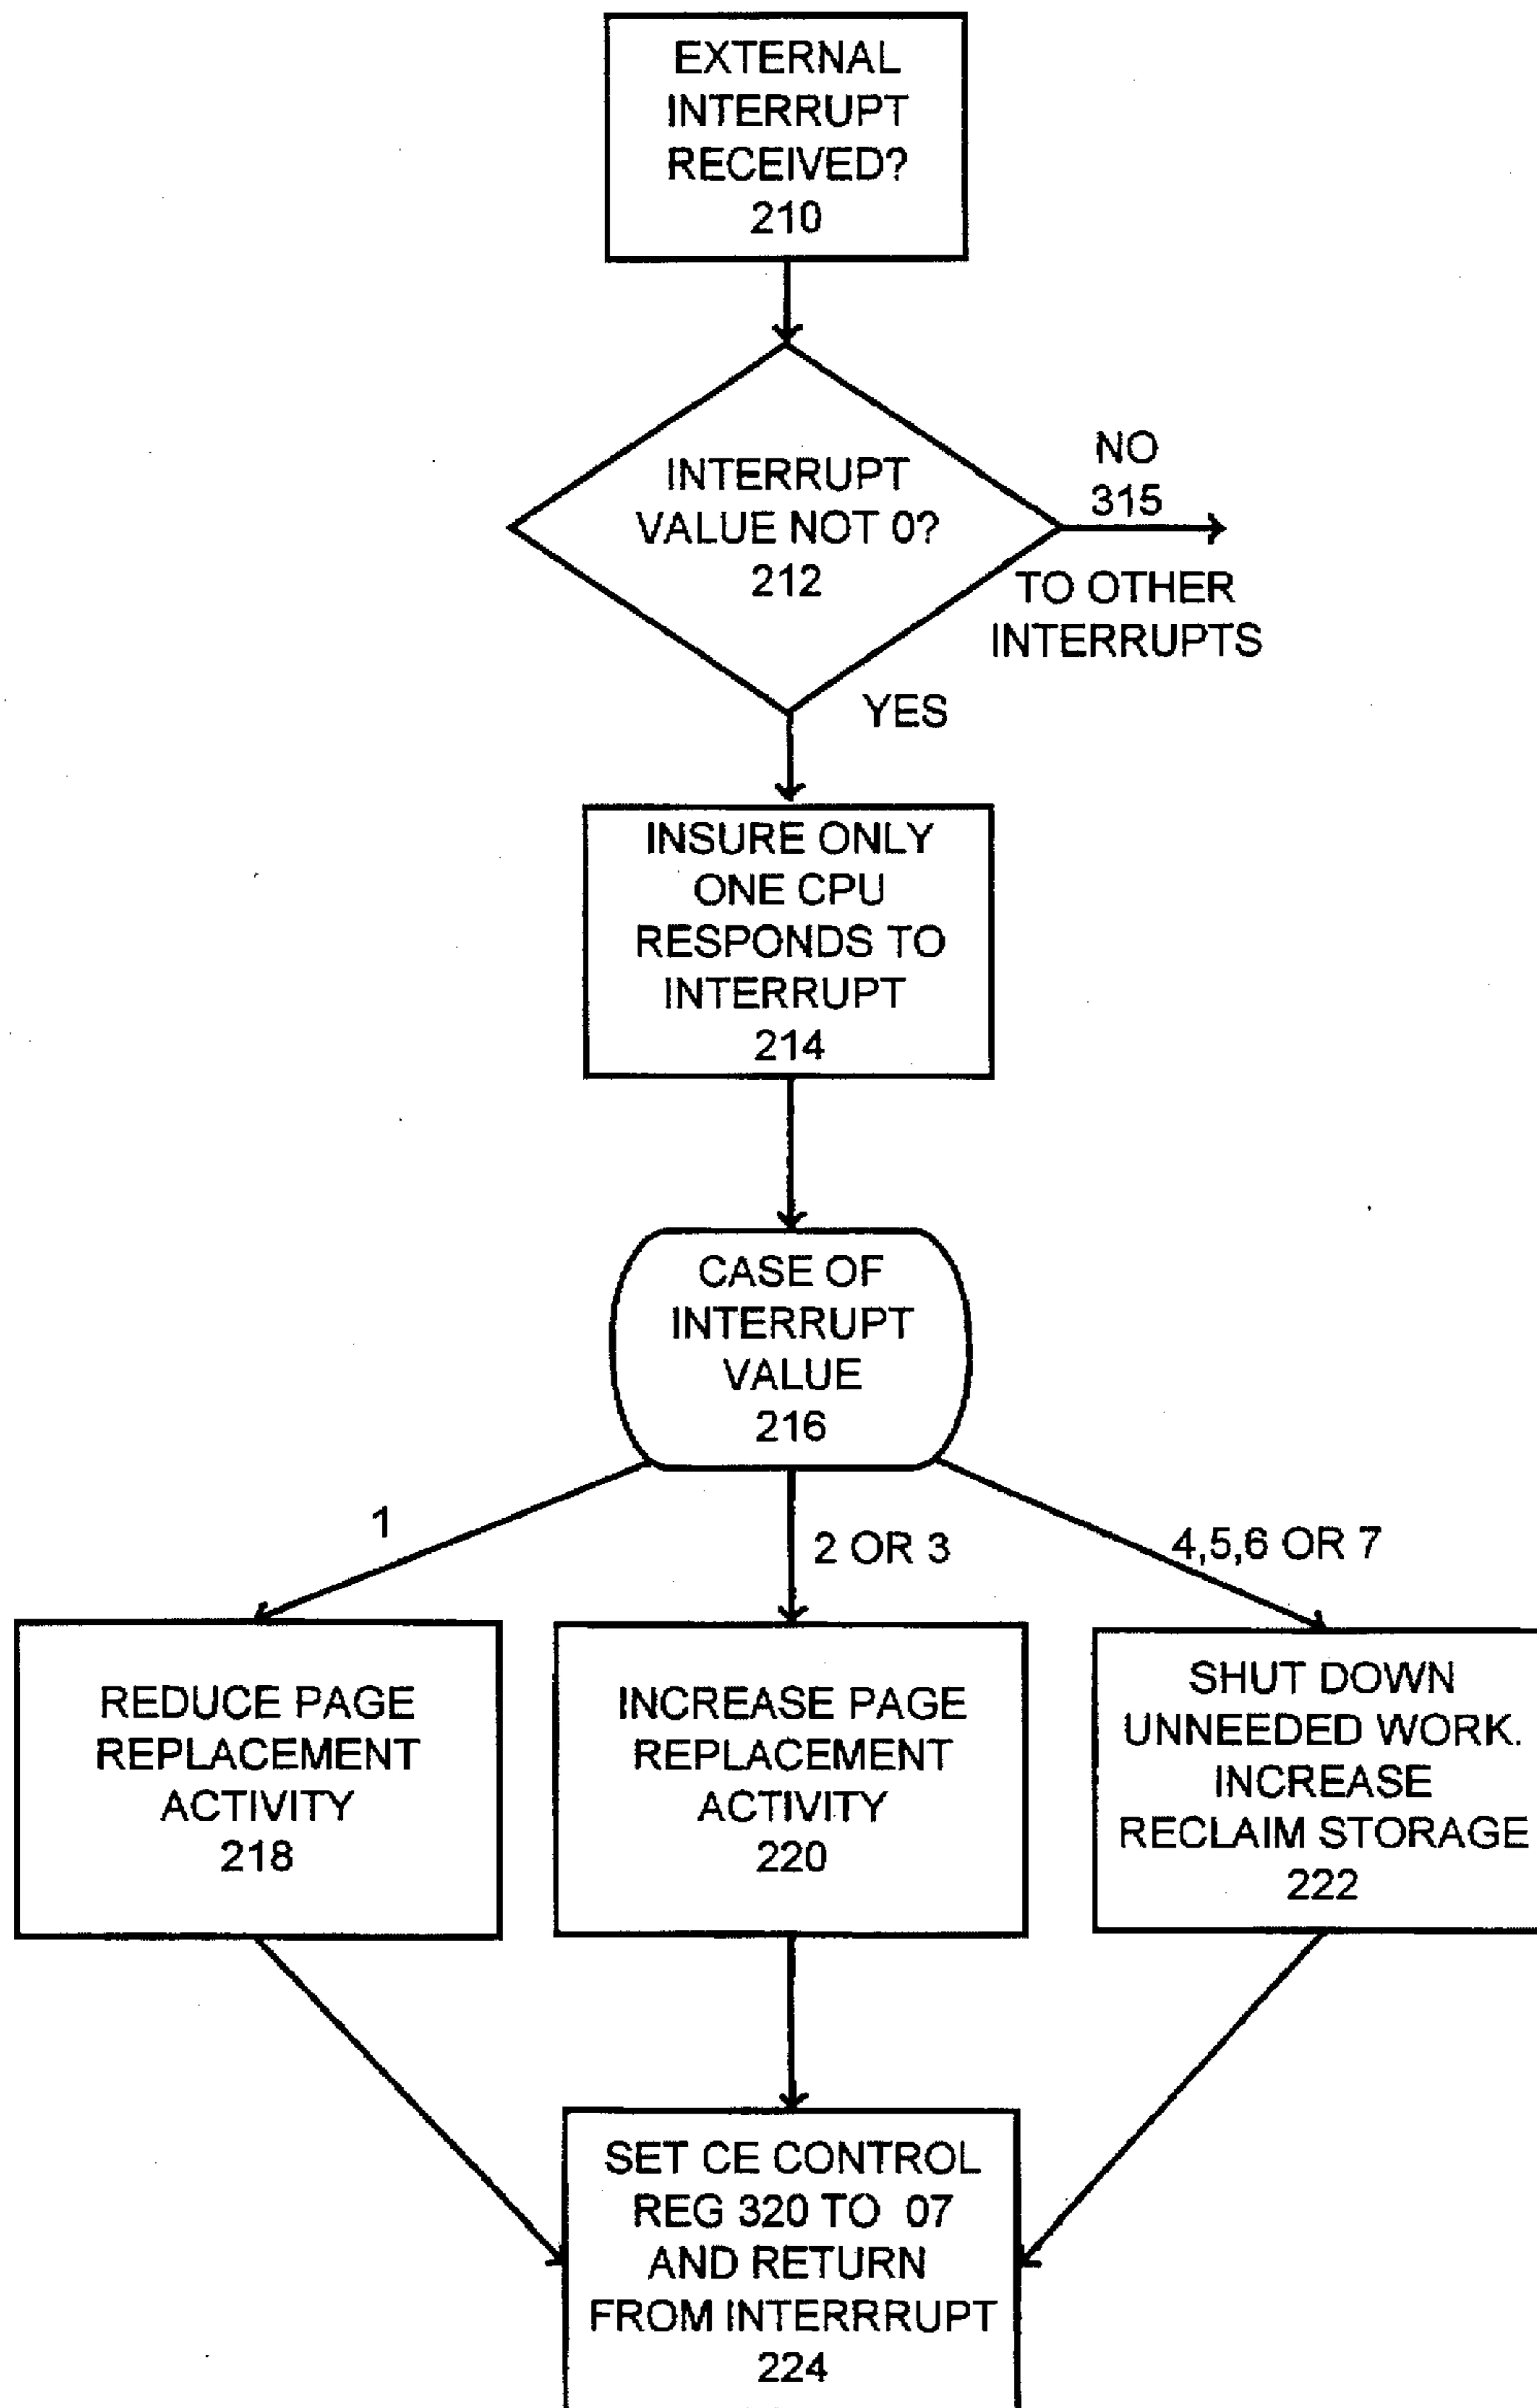 EXTERNAL
INTERRUPT
RECEIVED?
210
INTERRUPT
VALUE NOT 0?
212
NO
315
TO OTHER
INTERRUPTS
YES
INSURE ONLY
ONE CPU
RESPONDS TO
INTERRUPT
214
CASE OF
INTERRUPT
VALUE
216
1
2 OR 3
4,5,6 OR 7
REDUCE PAGE
REPLACEMENT
ACTIVITY
218
INCREASE PAGE
REPLACEMENT
ACTIVITY
220
SHUT DOWN
UNNEEDED WORK.
INCREASE
RECLAIM STORAGE
222
SET CE CONTROL
REG 320 TO 07
AND RETURN
FROM INTERRRUPT
224